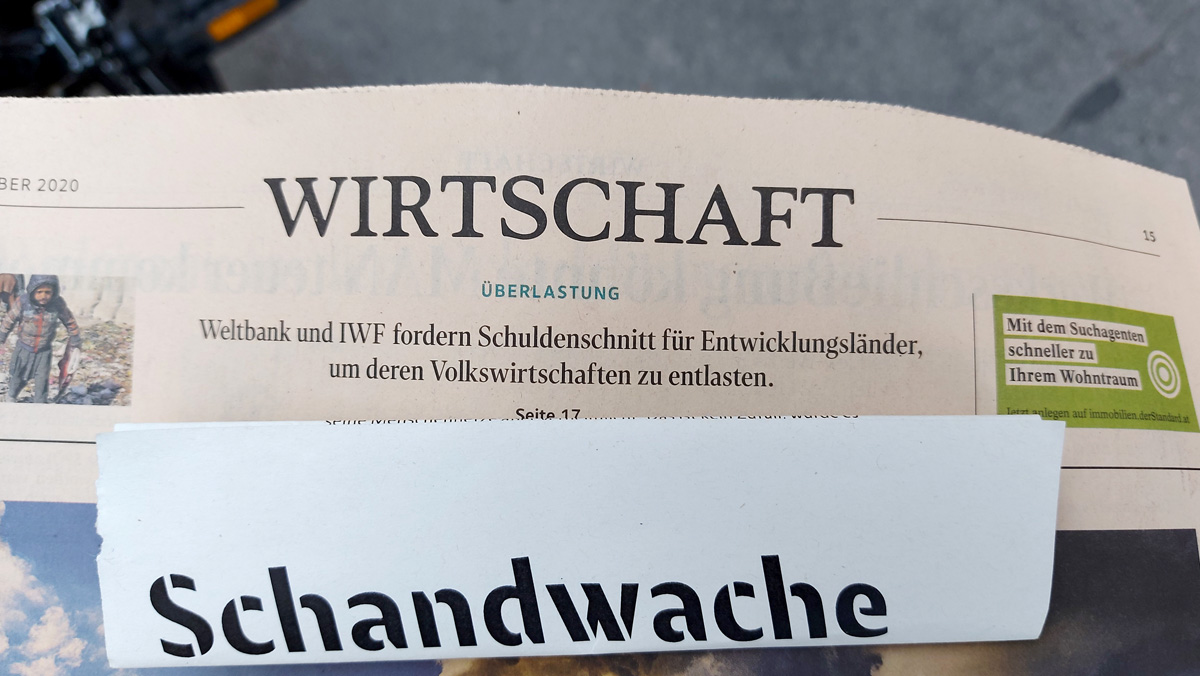 BER 2020
WIRTSCHAFT
15
ÜBERLASTUNG
Weltbank und IWF fordern Schuldenschnitt für Entwicklungsländer,
um deren Volkswirtschaften zu entlasten.
Seite 17
Mit dem Suchagenten
schneller zu
Ihrem Wohntraum
Jetzt anlegen auf immobilien.derStandard.at
Schandwache